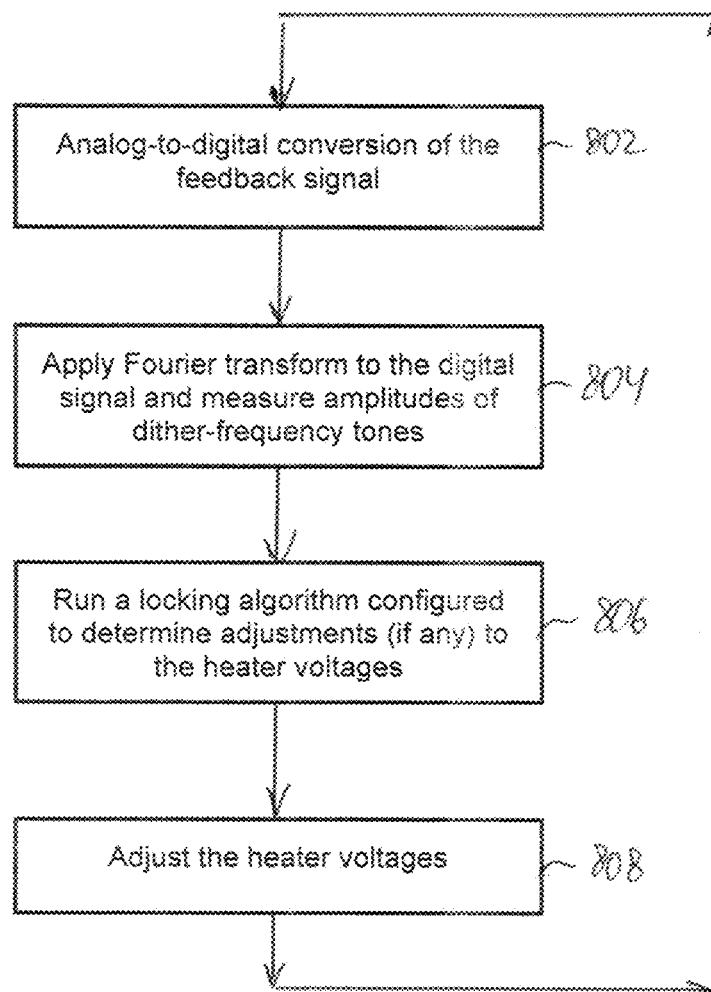 Analog-to-digital conversion of the
feedback signal
802
Apply Fourier transform to the digital
signal and measure amplitudes of
dither-frequency tones
804
Run a locking algorithm configured
to determine adjustments (if any) to
the heater voltages
806
Adjust the heater voltages
808